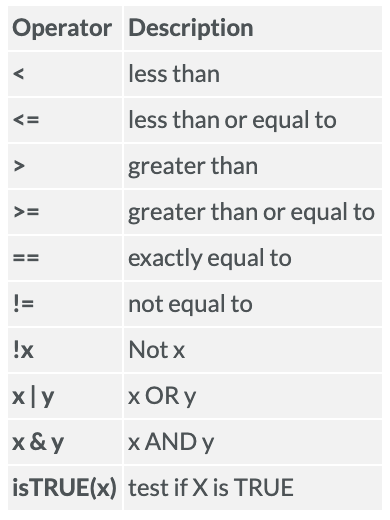 Operator Description
< less than
<= less than or equal to
> greater than
>= greater than or equal to
== exactly equal to
!= not equal to
!x Not x
x | y x OR y
x & y x AND y
isTRUE(x) test if X is TRUE